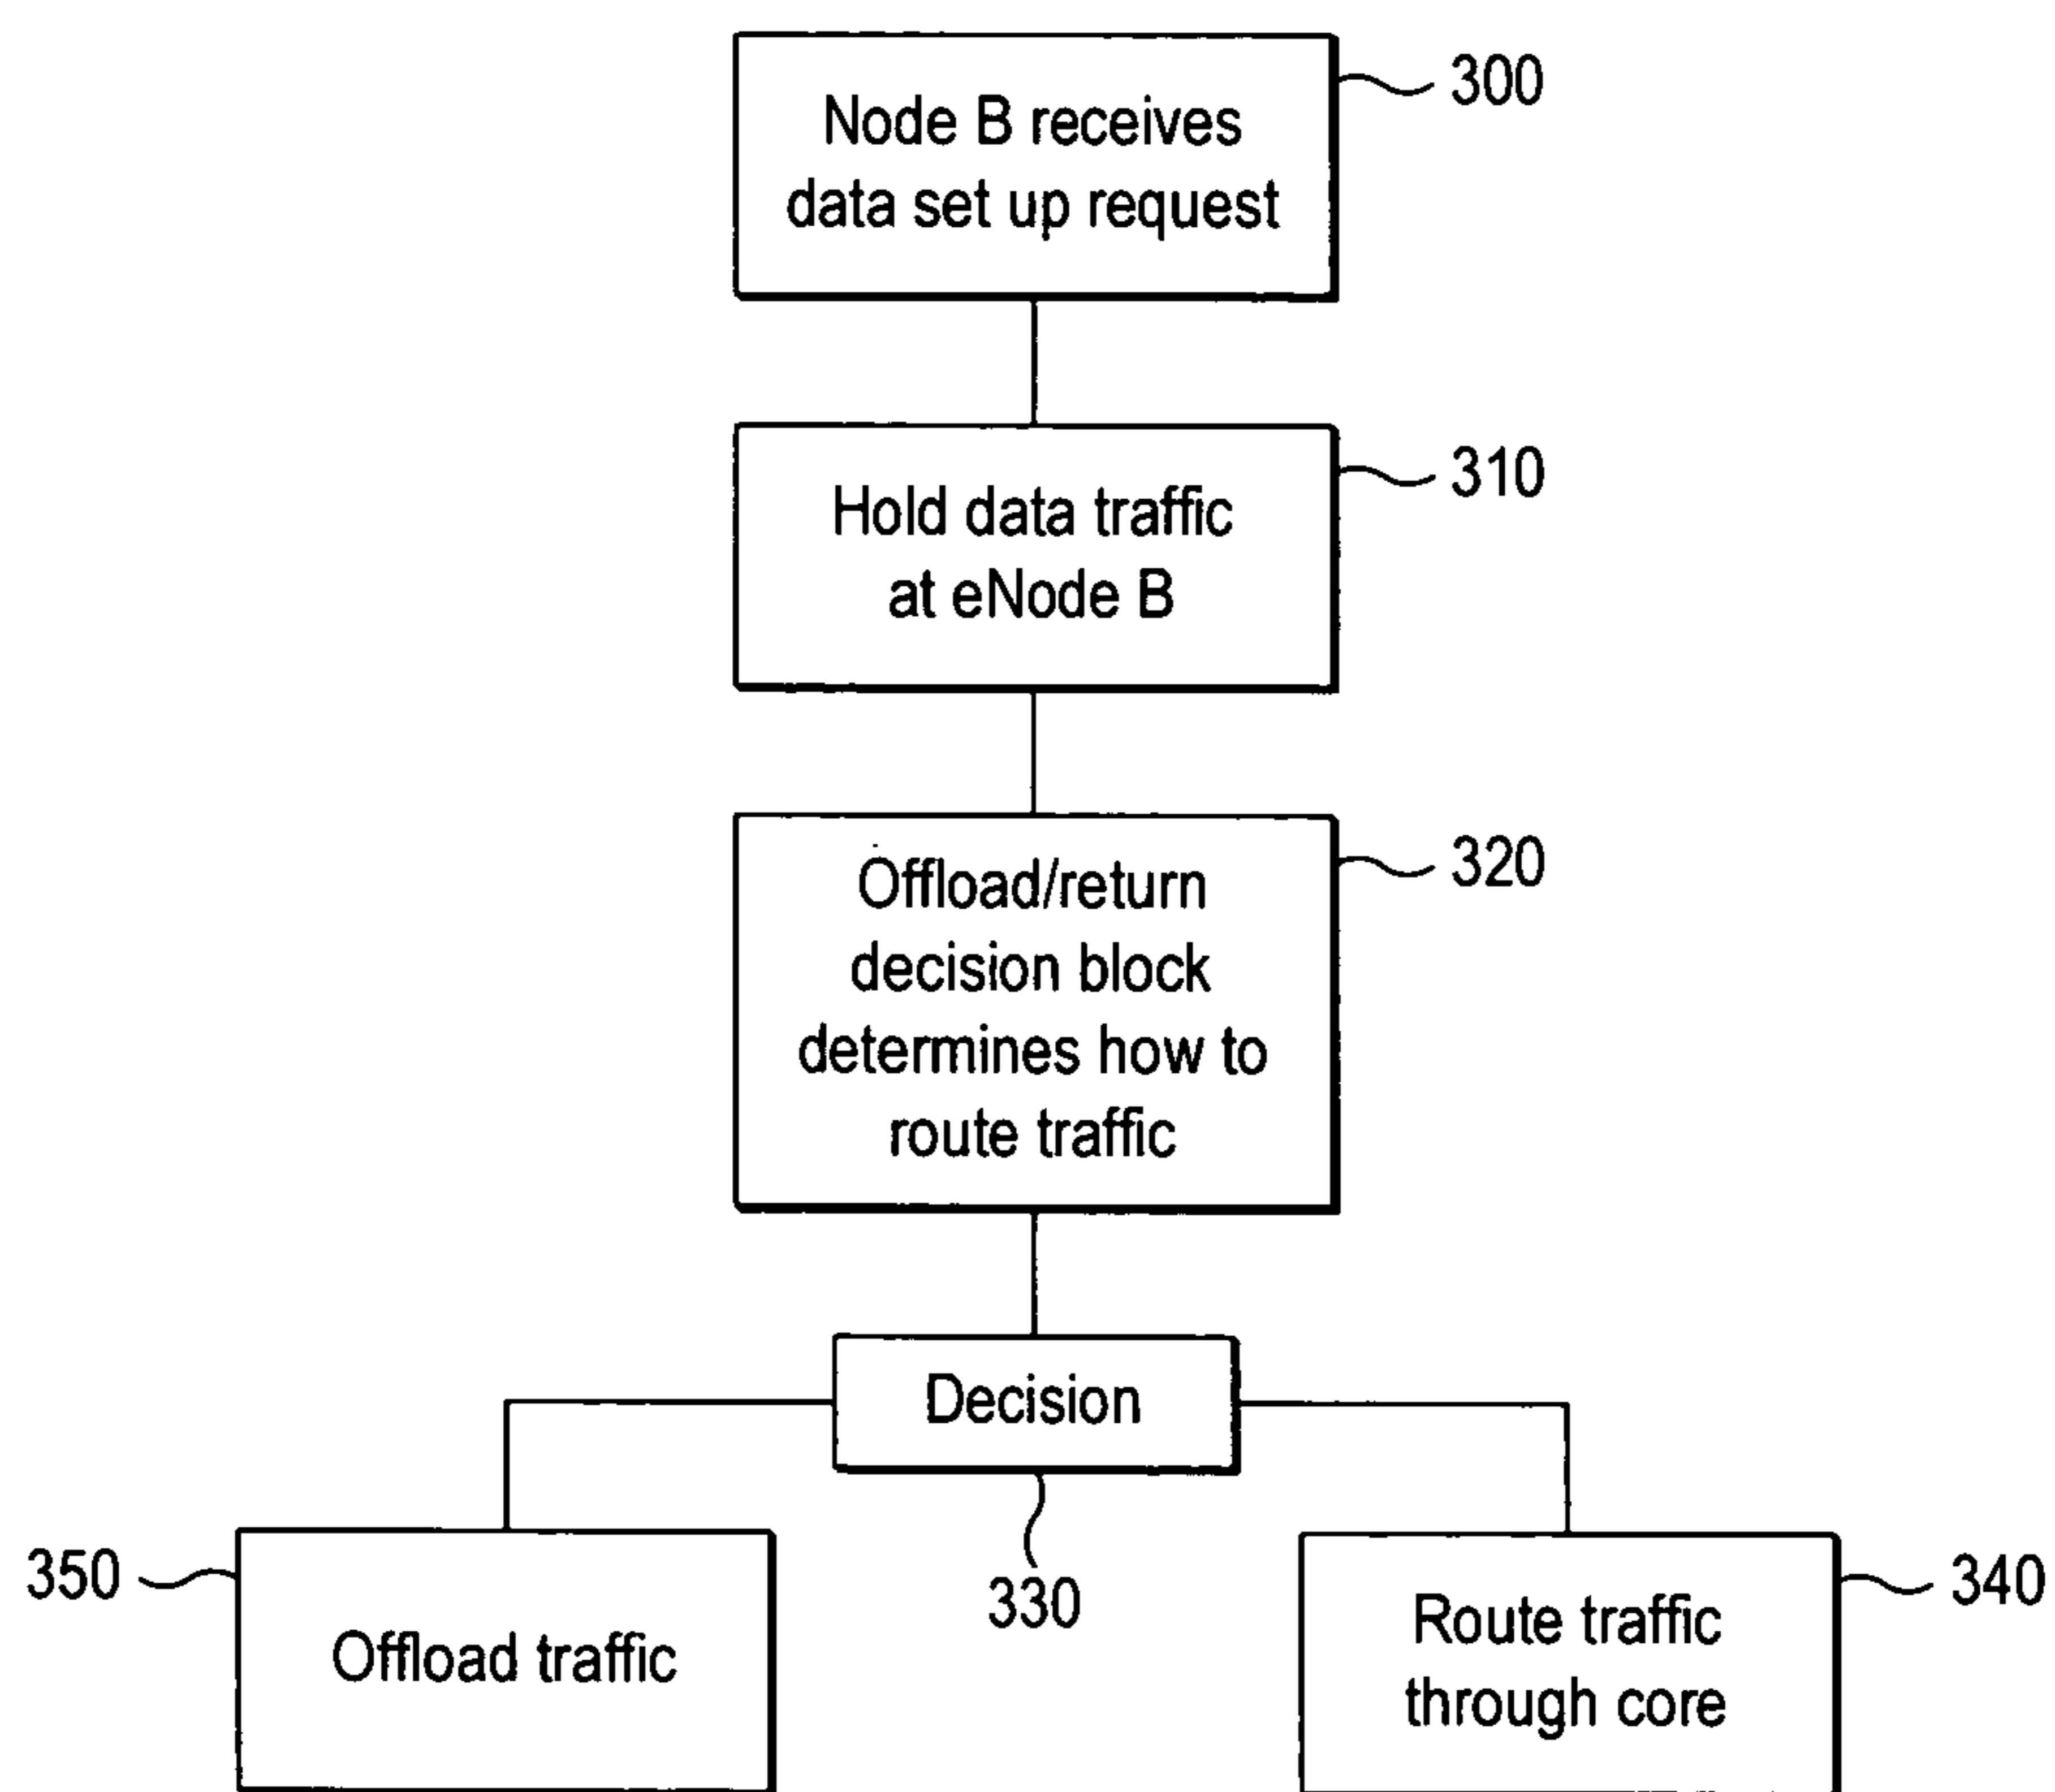 Node B receives
data set up request
300
Hold data traffic
at eNode B
310
Offload/return
decision block
determines how to
route traffic
320
Decision
330
350
Offload traffic
Route traffic
through core
340